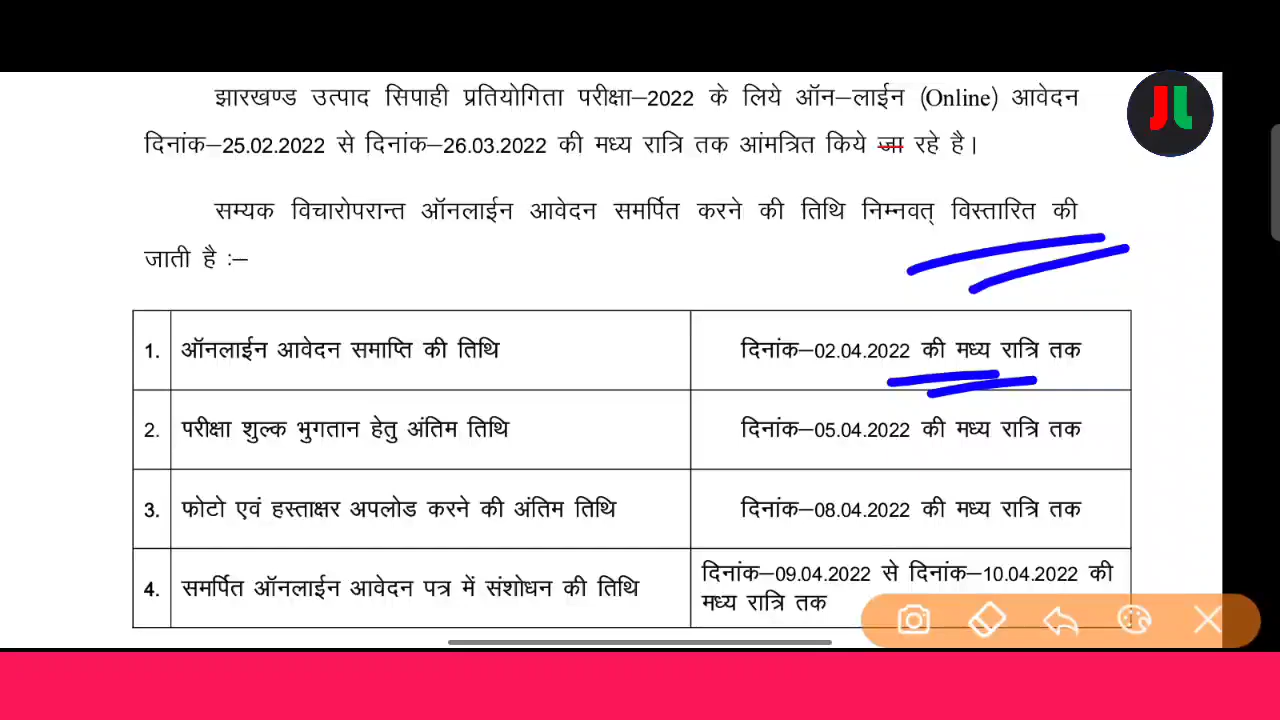 झारखण्ड उत्पाद सिपाही प्रतियोगिता परीक्षा–2022 के लिये ऑन–लाईन (Online) आवेदन
दिनांक–25.02.2022 से दिनांक–26.03.2022 की मध्य रात्रि तक आंमत्रित किये जा रहे है।
सम्यक विचारोपरान्त ऑनलाईन आवेदन समर्पित करने की तिथि निम्नवत् विस्तारित की
जाती है :–
1. ऑनलाईन आवेदन समाप्ति की तिथि दिनांक–02.04.2022 की मध्य रात्रि तक
2. परीक्षा शुल्क भुगतान हेतु अंतिम तिथि दिनांक–05.04.2022 की मध्य रात्रि तक
3. फोटो एवं हस्ताक्षर अपलोड करने की अंतिम तिथि दिनांक–08.04.2022 की मध्य रात्रि तक
4. समर्पित ऑनलाईन आवेदन पत्र में संशोधन की तिथि दिनांक–09.04.2022 से दिनांक–10.04.2022 की
मध्य रात्रि तक